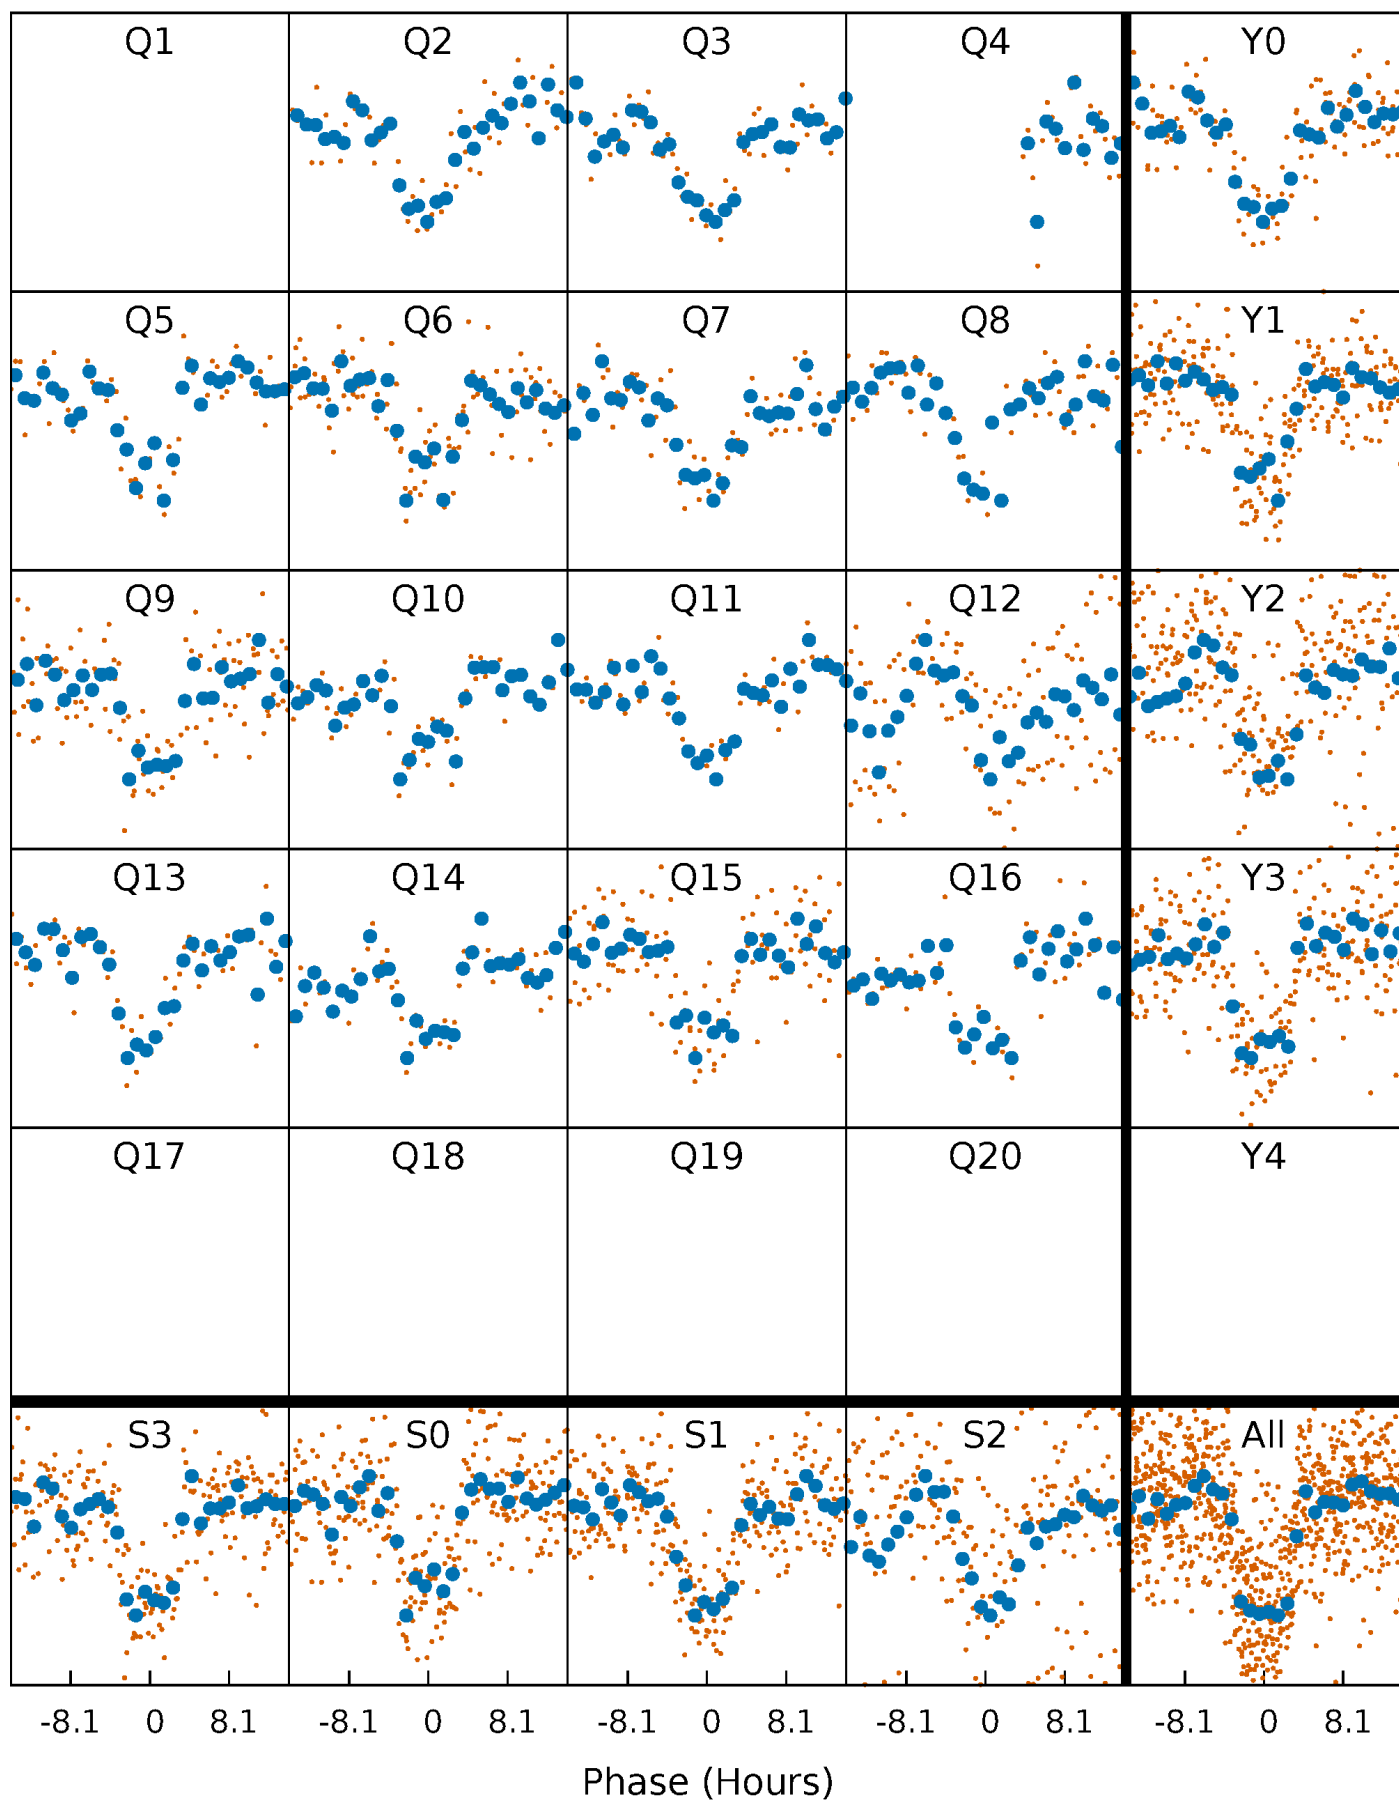 Q1 Q2 Q3 Q4 Y0
Q5 Q6 Q7 Q8 Y1
Q9 Q10 Q11 Q12 Y2
Q13 Q14 Q15 Q16 Y3
Q17 Q18 Q19 Q20 Y4
S3 S0 S1 S2 All
-8.1 0 8.1 -8.1 0 8.1 -8.1 0 8.1 -8.1 0 8.1 -8.1 0 8.1
Phase (Hours)